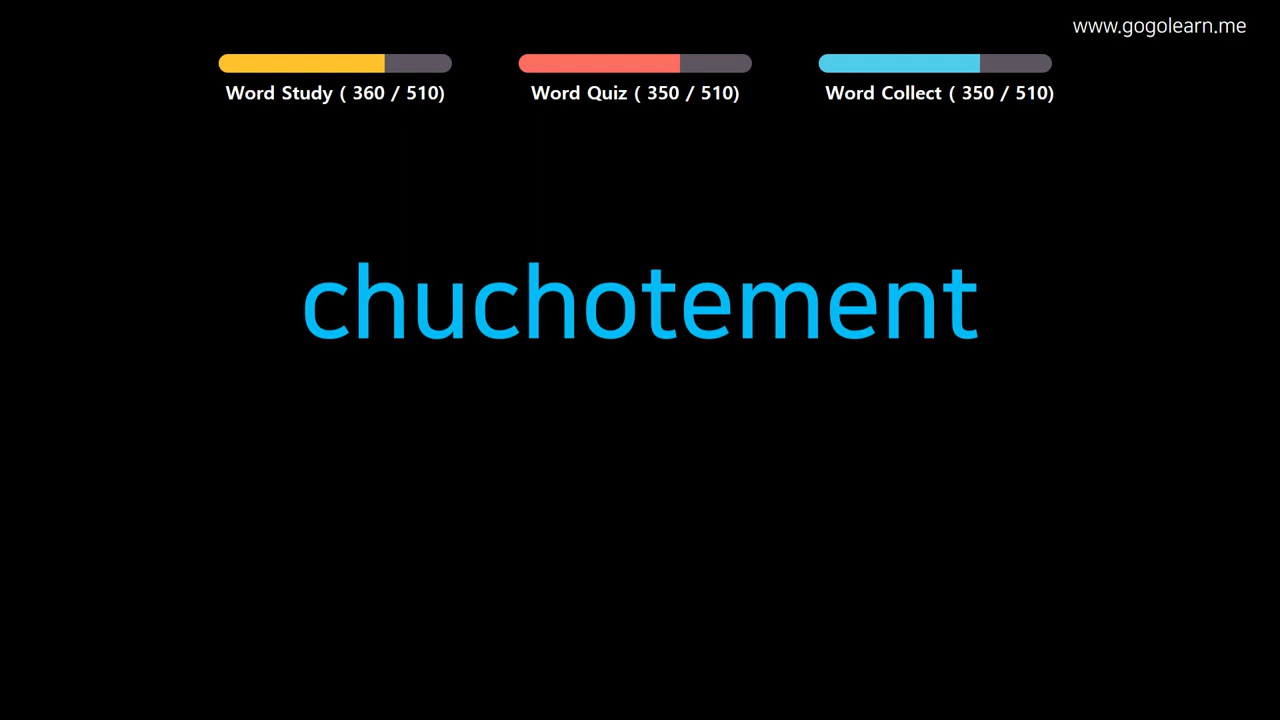 www.gogolearn.me
Word Study ( 360 / 510)
Word Quiz ( 350 / 510)
Word Collect ( 350 / 510)
chuchotement